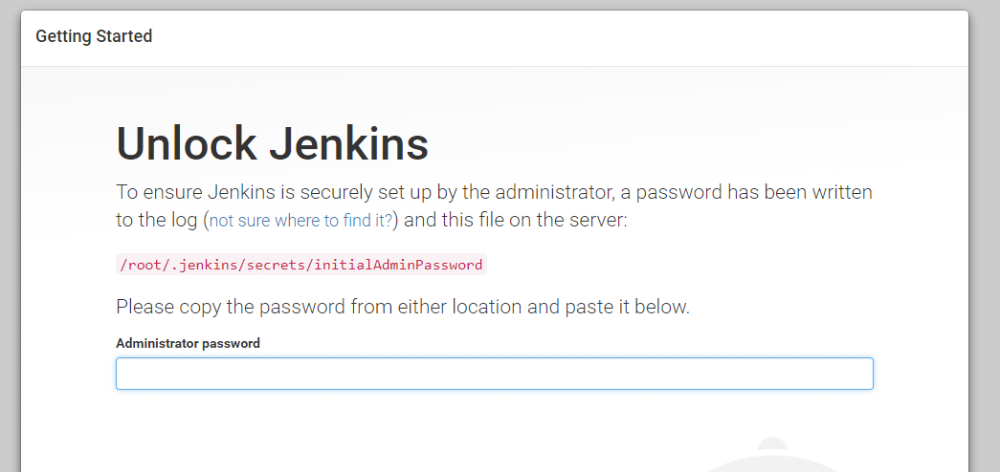 Getting Started
Unlock Jenkins
To ensure Jenkins is securely set up by the administrator, a password has been written
to the log (not sure where to find it?) and this file on the server:
/root/.jenkins/secrets/initialAdminPassword
Please copy the password from either location and paste it below.
Administrator password